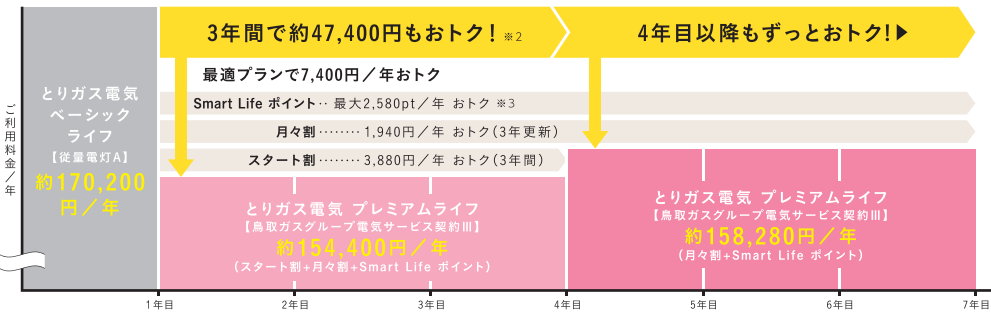 3年間で約47,400円もおトク！※2
4年目以降もずっとおトク!▶
最適プランで7,400円／年おトク
Smart Life ポイント‥ 最大2,580pt／年 おトク ※3
月々割‥‥‥‥ 1,940円／年 おトク(3年更新)
スタート割‥‥‥‥ 3,880円／年 おトク(3年間)
ご利用料金／年
とりガス電気
ベーシック
ライフ
【従量電灯A】
約170,200
円／年
とりガス電気 プレミアムライフ
【鳥取ガスグループ電気サービス契約Ⅲ】
約154,400円／年
(スタート割+月々割+Smart Life ポイント)
とりガス電気 プレミアムライフ
【鳥取ガスグループ電気サービス契約Ⅲ】
約158,280円／年
(月々割+Smart Life ポイント)
1年目
2年目
3年目
4年目
5年目
6年目
7年目